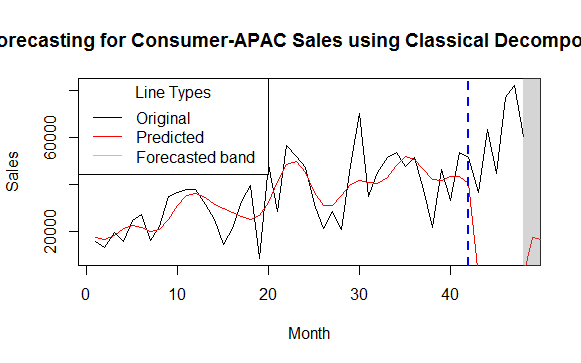 orecasting for Consumer-APAC Sales using Classical Decompo
Line Types
Original
Predicted
Forecasted band
Sales
60000
20000
0 10 20 30 40
Month